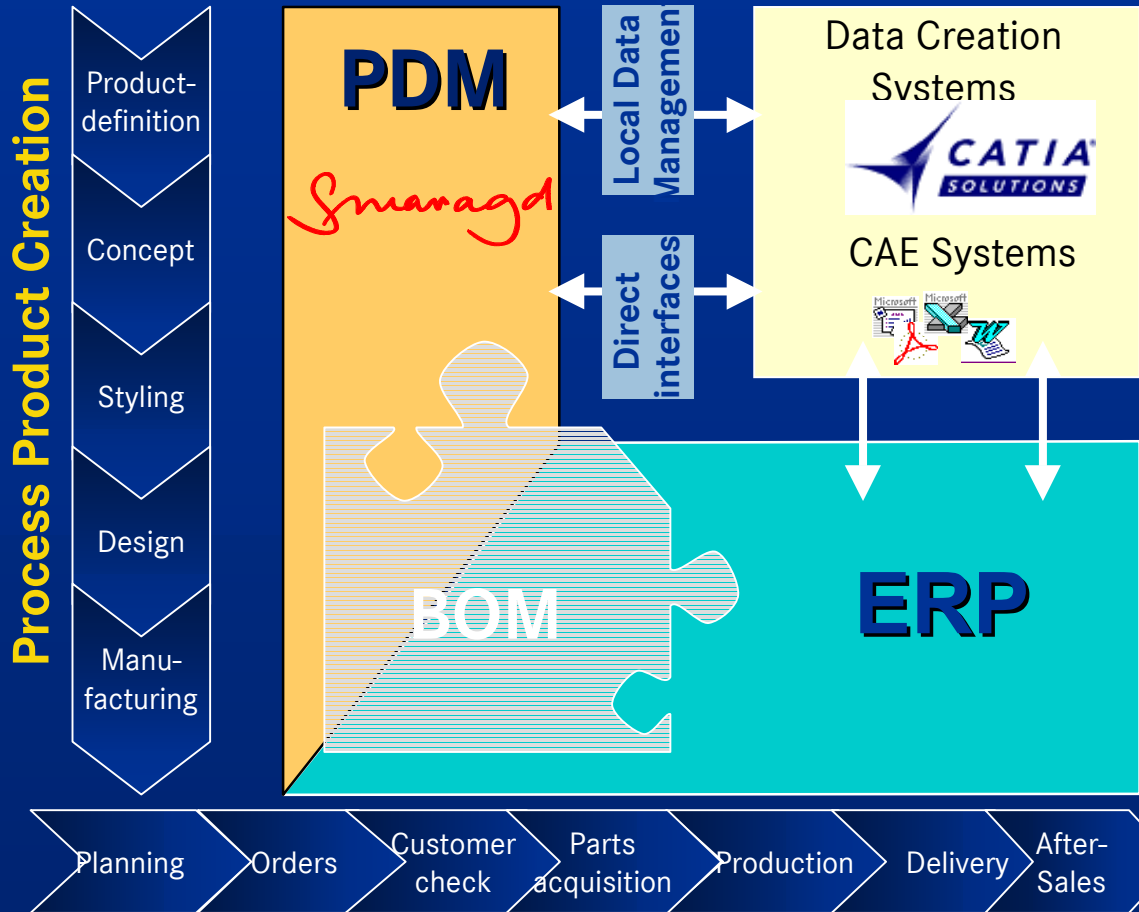 Process Product Creation
Product-
definition
Concept
Styling
Design
Manu-
facturing
PDM
Smaragd
Local Data
Management
Direct
interfaces
Data Creation
Systems
CATIA
SOLUTIONS
CAE Systems
Microsoft
Microsoft
BOM
ERP
Planning
Orders
Customer
check
Parts
acquisition
Production
Delivery
After-
Sales